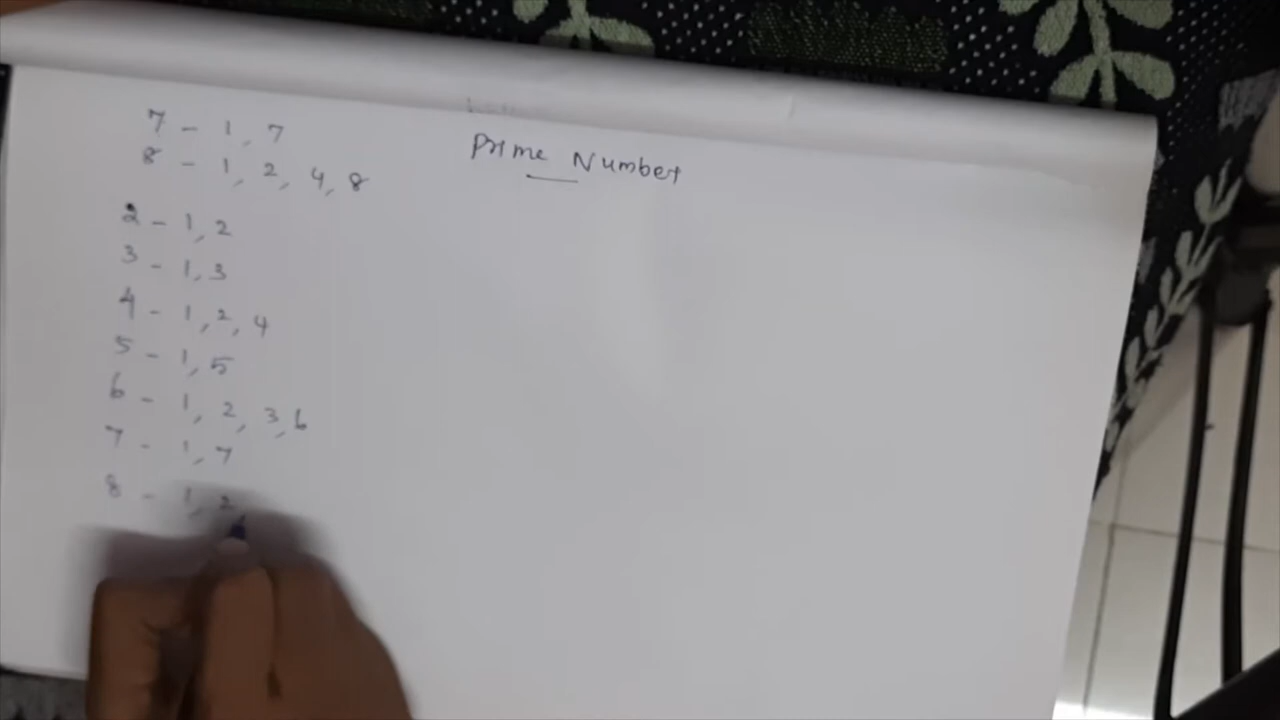 Prime Number
7 - 1, 7
8 - 1, 2, 4, 8
2 - 1, 2
3 - 1, 3
4 - 1, 2, 4
5 - 1, 5
6 - 1, 2, 3, 6
7 - 1, 7
8 - 1, 2